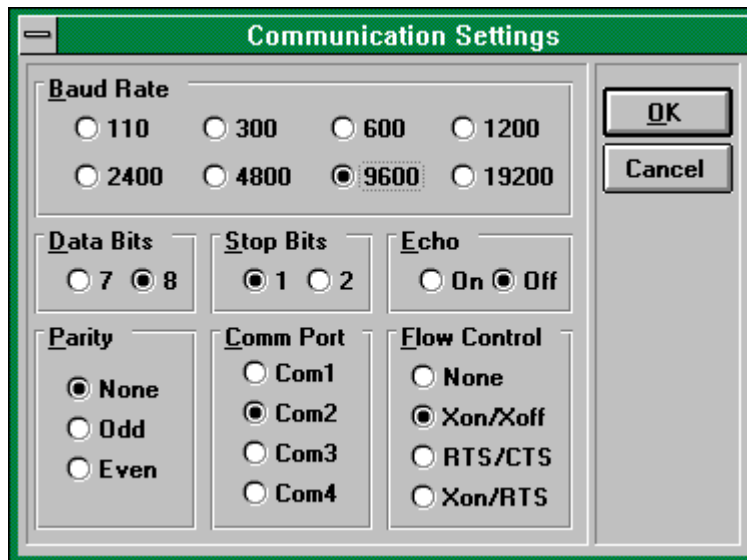 Communication Settings
Baud Rate
110 300 600 1200
2400 4800 9600 19200
OK
Cancel
Data Bits
7 8
Stop Bits
1 2
Echo
On Off
Parity
None
Odd
Even
Comm Port
Com1
Com2
Com3
Com4
Flow Control
None
Xon/Xoff
RTS/CTS
Xon/RTS